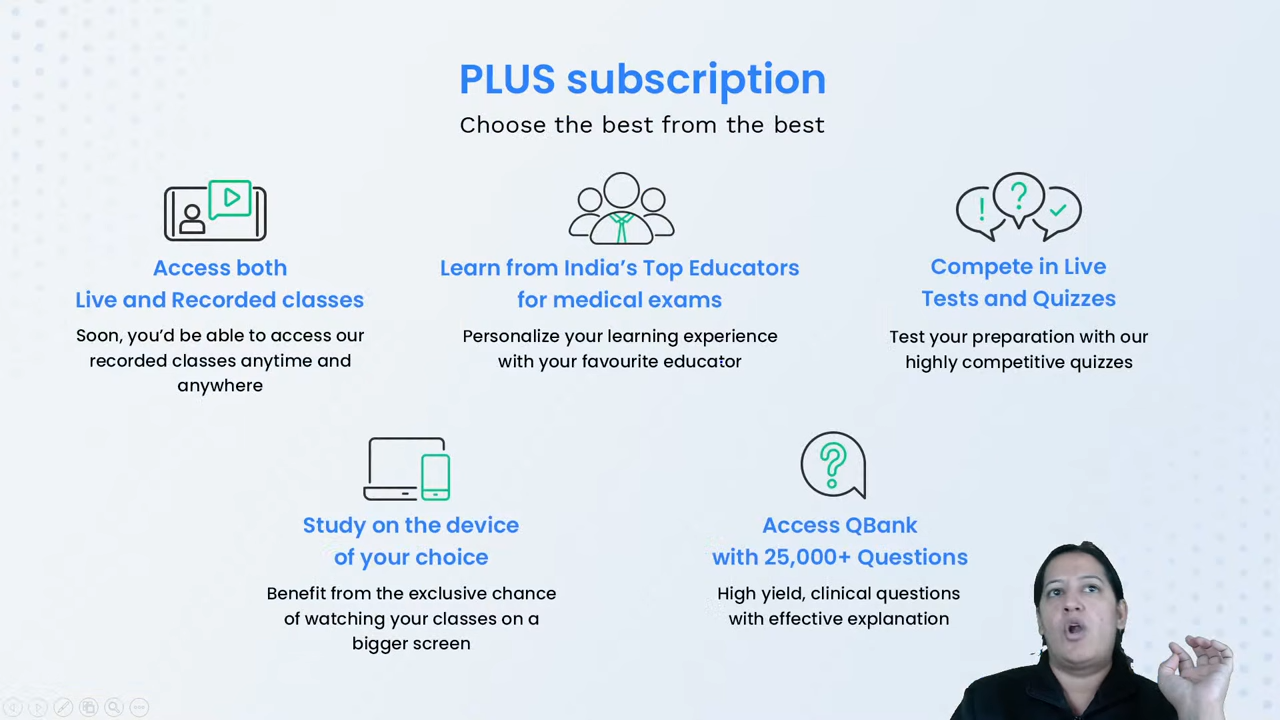 PLUS subscription
Choose the best from the best
Access both
Live and Recorded classes
Soon, you’d be able to access our
recorded classes anytime and
anywhere
Learn from India’s Top Educators
for medical exams
Personalize your learning experience
with your favourite educator
Compete in Live
Tests and Quizzes
Test your preparation with our
highly competitive quizzes
Study on the device
of your choice
Benefit from the exclusive chance
of watching your classes on a
bigger screen
Access QBank
with 25,000+ Questions
High yield, clinical questions
with effective explanation